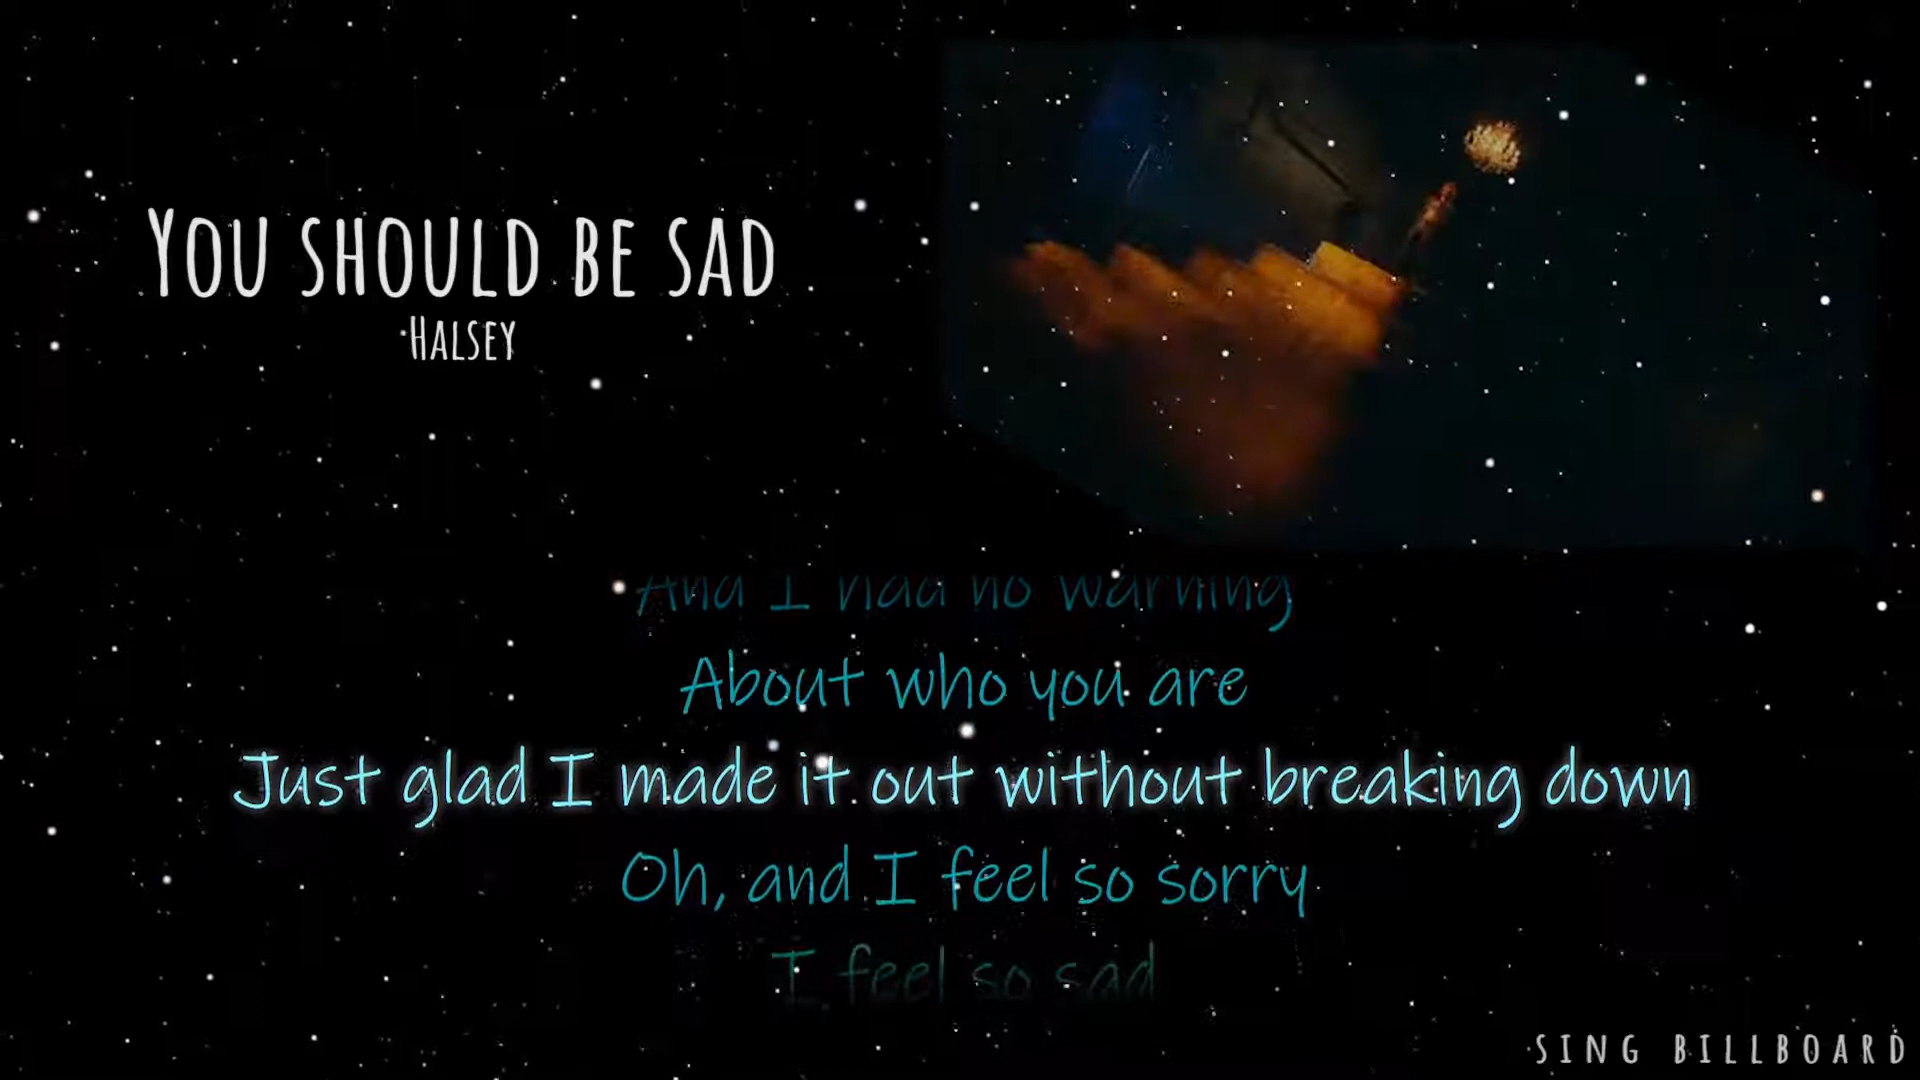 You should be sad
Halsey
And I had no warning
About who you are
Just glad I made it out without breaking down
Oh, and I feel so sorry
I feel so sad
SING BILLBOARD